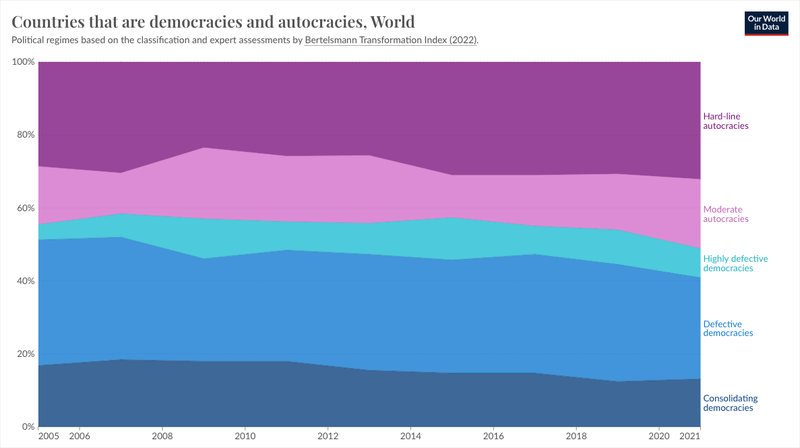 Countries that are democracies and autocracies, World
Political regimes based on the classification and expert assessments by Bertelsmann Transformation Index (2022).
Our World
in Data
100%
80%
60%
40%
20%
0%
Hard-line
autocracies
Moderate
autocracies
Highly defective
democracies
Defective
democracies
Consolidating
democracies
2005 2006 2008 2010 2012 2014 2016 2018 2020 2021